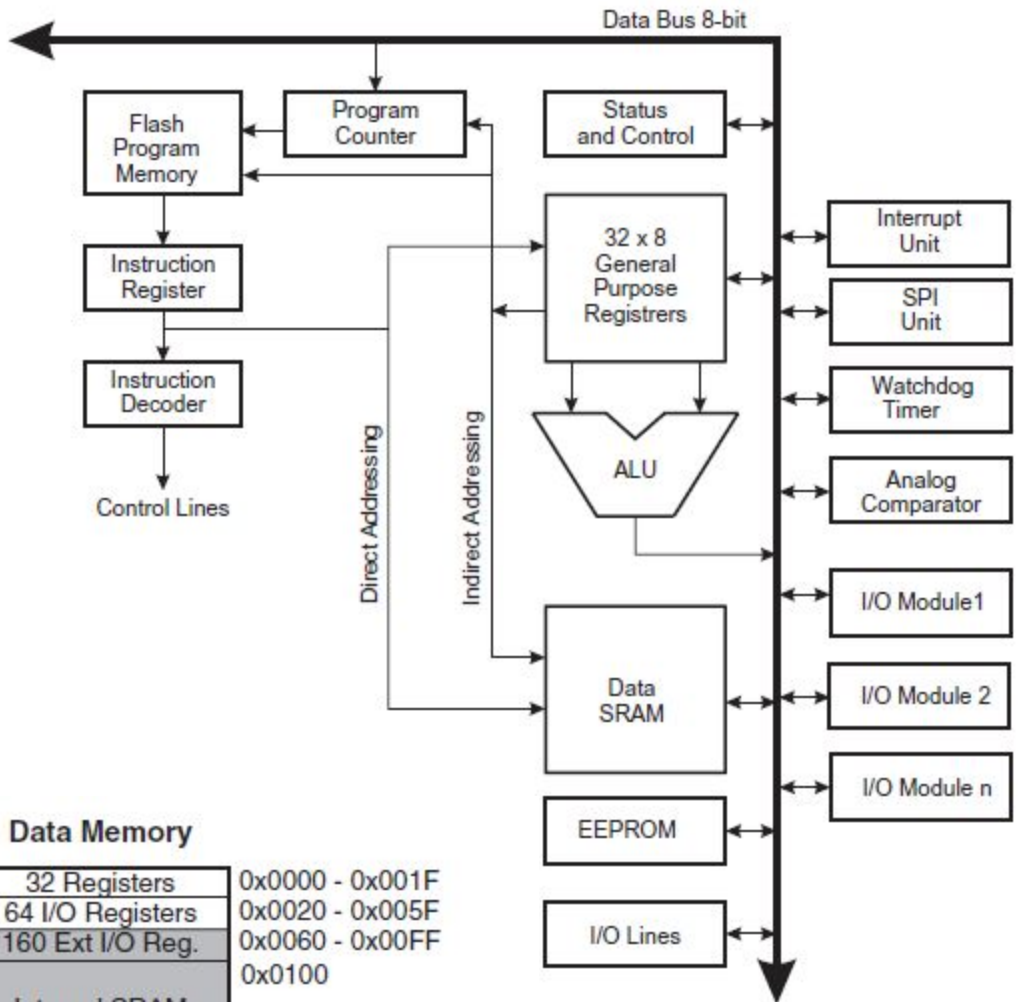 Data Bus 8-bit
Flash
Program
Memory
Program
Counter
Status
and Control
Instruction
Register
32 x 8
General
Purpose
Registrers
Interrupt
Unit
SPI
Unit
Instruction
Decoder
Watchdog
Timer
ALU
Analog
Comparator
Control Lines
Direct Addressing
Indirect Addressing
I/O Module1
Data
SRAM
I/O Module 2
I/O Module n
EEPROM
I/O Lines
Data Memory
32 Registers 0x0000 - 0x001F
64 I/O Registers 0x0020 - 0x005F
160 Ext I/O Reg. 0x0060 - 0x00FF
0x0100